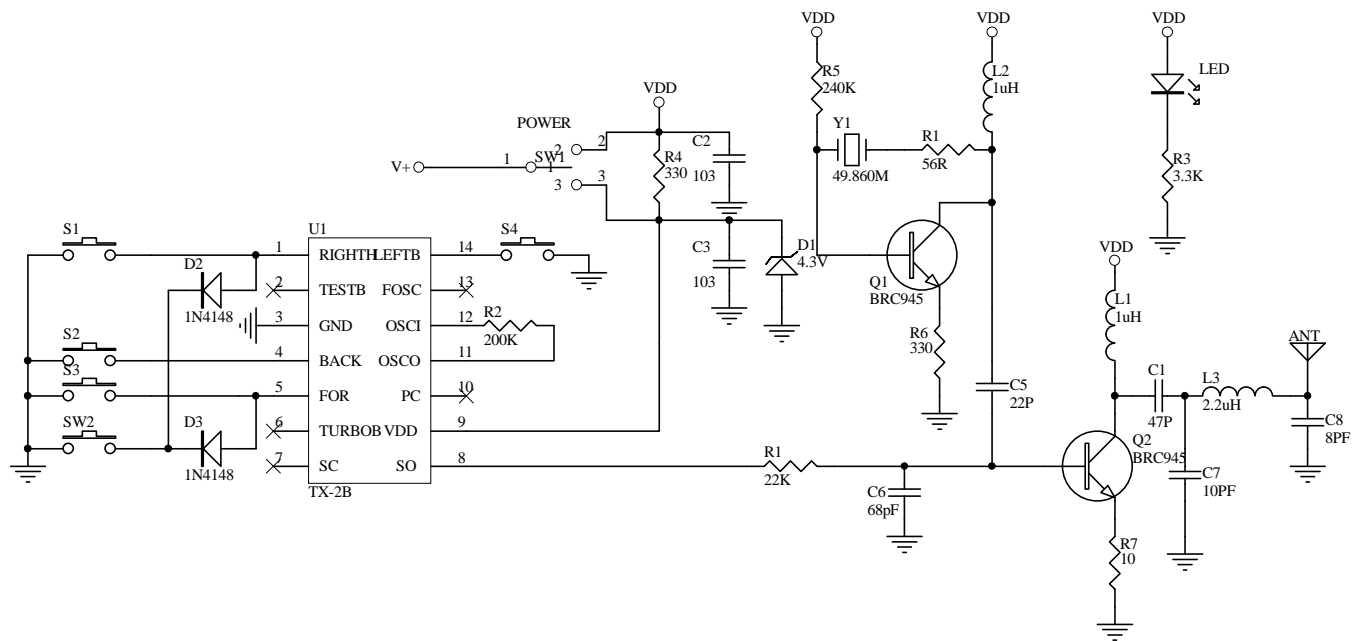 VDD
VDD
VDD
R5
240K
L2
1uH
LED
VDD
POWER
2
2
C2
103
Y1
49.860M
R1
56R
R3
3.3K
V+
1
SW1
1
R4
330
3
3
S1
U1
S4
1
RIGTH
LEFTB
14
C3
103
D1
4.3V
Q1
BRC945
VDD
D2
1N4148
2
TESTB
FOSC
13
3
GND
OSCI
12
R2
200K
L1
1uH
R6
330
ANT
S2
4
BACK
OSCO
11
S3
5
FOR
PC
10
C5
22P
C1
47P
L3
2.2uH
SW2
D3
1N4148
6
TURBOB
VDD
9
C8
8PF
Q2
BRC945
7
SC
SO
8
R1
22K
C7
10PF
TX-2B
C6
68pF
R7
10